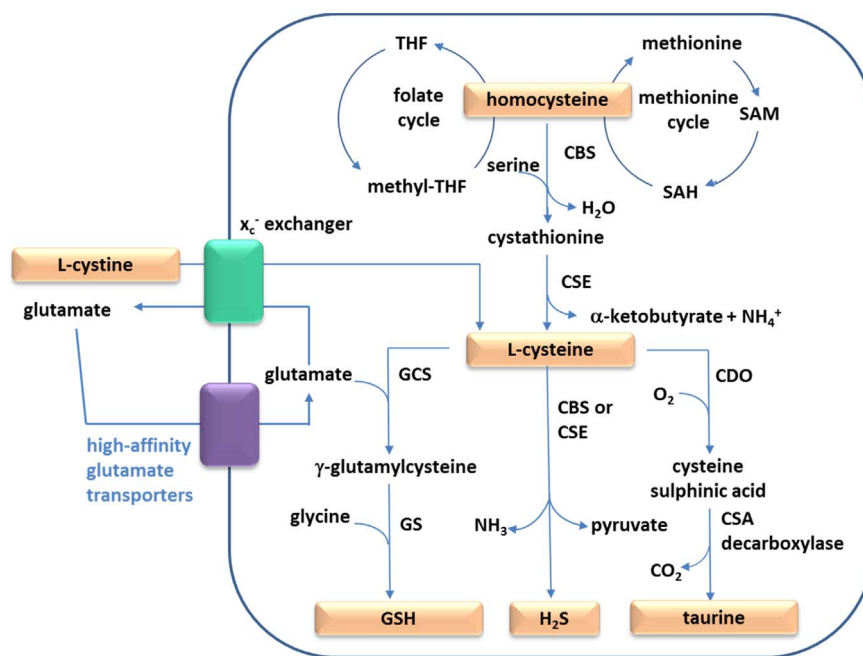 THF
methionine
folate
cycle
homocysteine
methionine
cycle
SAM
methyl-THF
serine
CBS
SAH
H₂O
x꜀⁻ exchanger
cystathionine
L-cystine
CSE
glutamate
α-ketobutyrate + NH₄⁺
L-cysteine
glutamate
GCS
CDO
O₂
CBS or
CSE
high-affinity
glutamate
transporters
γ-glutamylcysteine
cysteine
sulphinic acid
glycine
GS
NH₃
pyruvate
CSA
decarboxylase
CO₂
GSH
H₂S
taurine